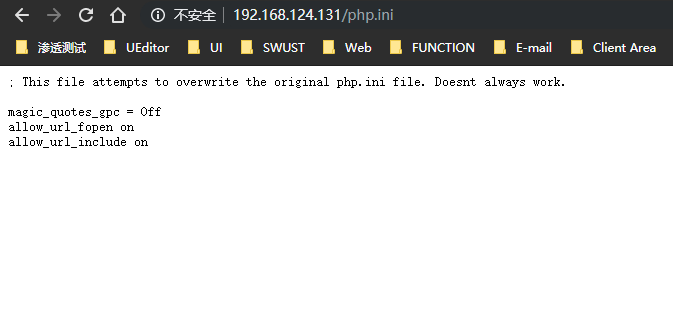 不安全 192.168.124.131/php.ini
渗透测试 UEditor UI SWUST Web FUNCTION E-mail Client Area
; This file attempts to overwrite the original php.ini file. Doesnt always work.
magic_quotes_gpc = Off
allow_url_fopen on
allow_url_include on